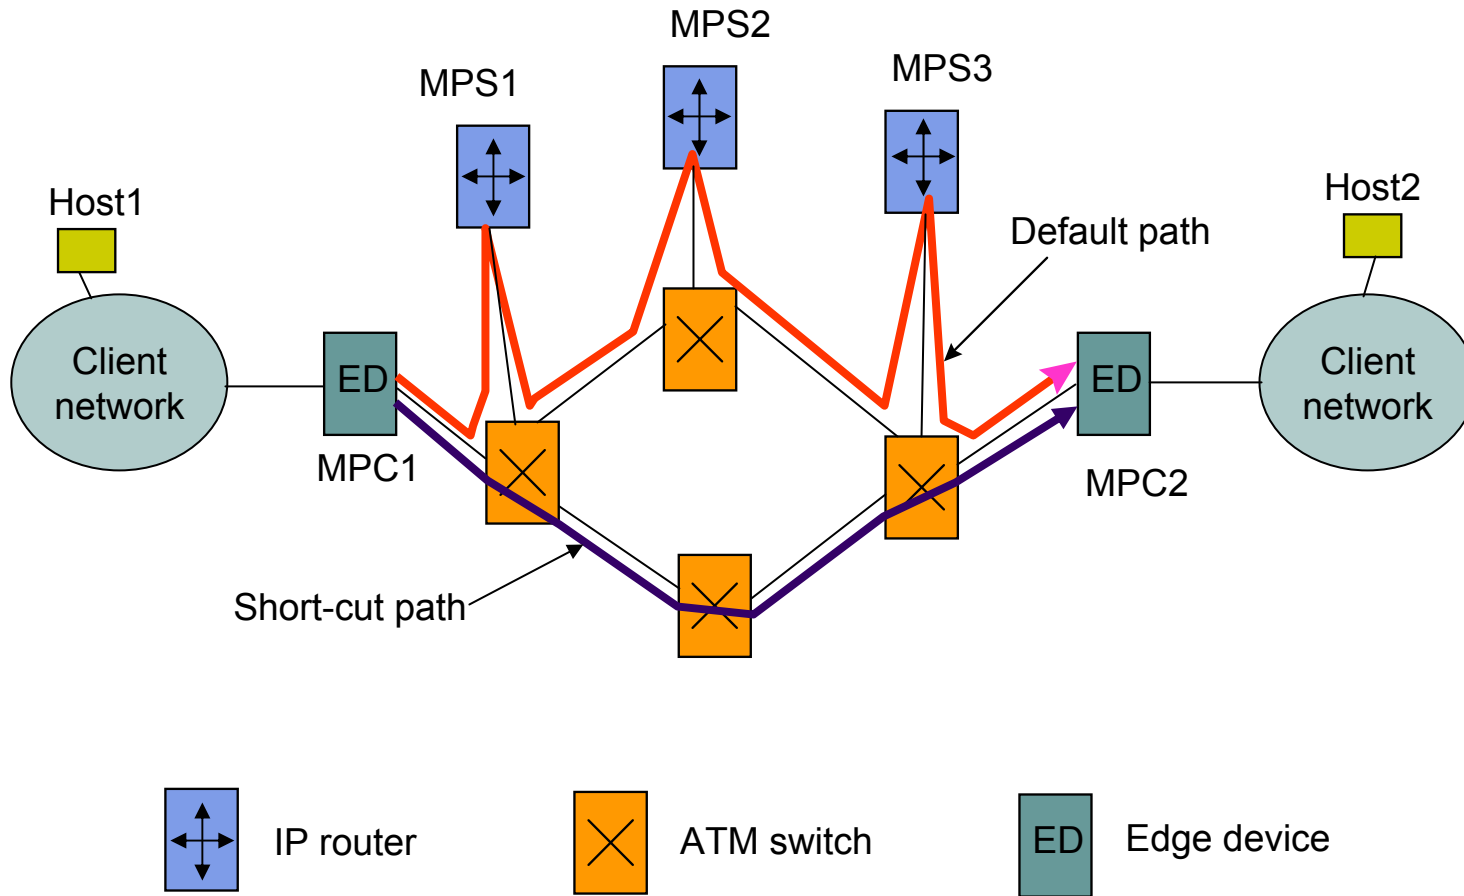 MPS2
MPS3
MPS1
Host1
Host2
Default path
Client
network
ED
ED
Client
network
MPC1
MPC2
Short-cut path
IP router
ATM switch
ED
Edge device